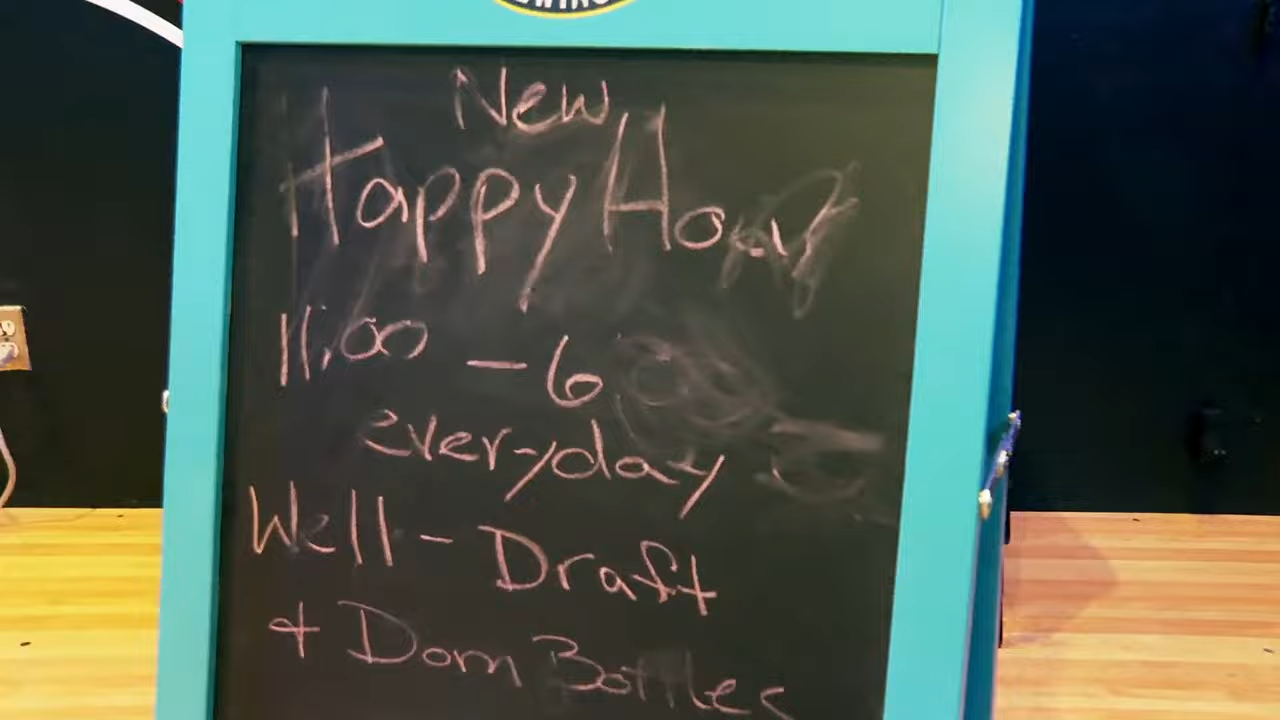 New
Happy Hour
11:00 - 6
everyday
Well - Draft
+ Dom Bottles